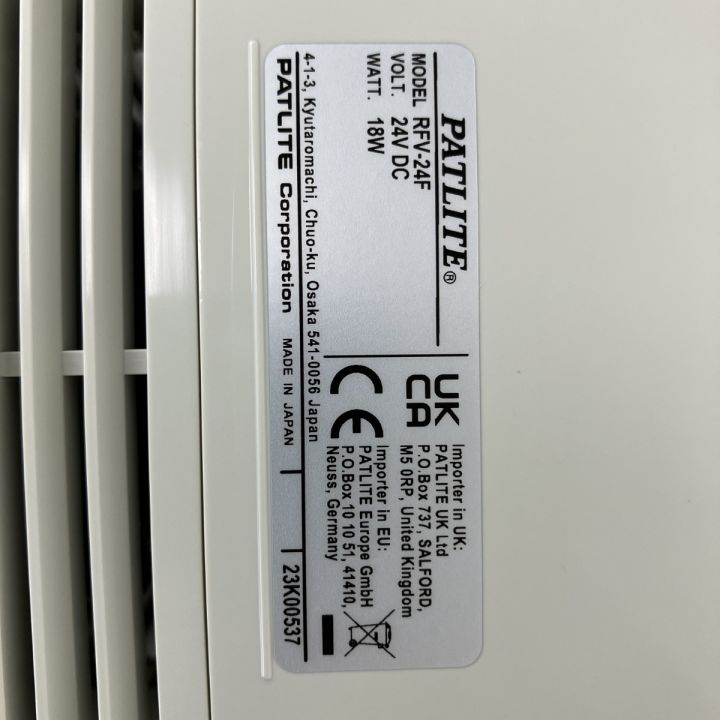 PATLITE®
MODEL RFV-24F
VOLT. 24V DC
WATT. 18W
UK
CA
CE
Importer in UK:
PATLITE UK Ltd
P.O.Box 737, SALFORD,
M5 0RP, United Kingdom
Importer in EU:
PATLITE Europe GmbH
P.O.Box 10 10 51, 41410,
Neuss, Germany
4-1-3, Kyutaromachi, Chuo-ku, Osaka 541-0056 Japan
PATLITE Corporation MADE IN JAPAN
23K00537